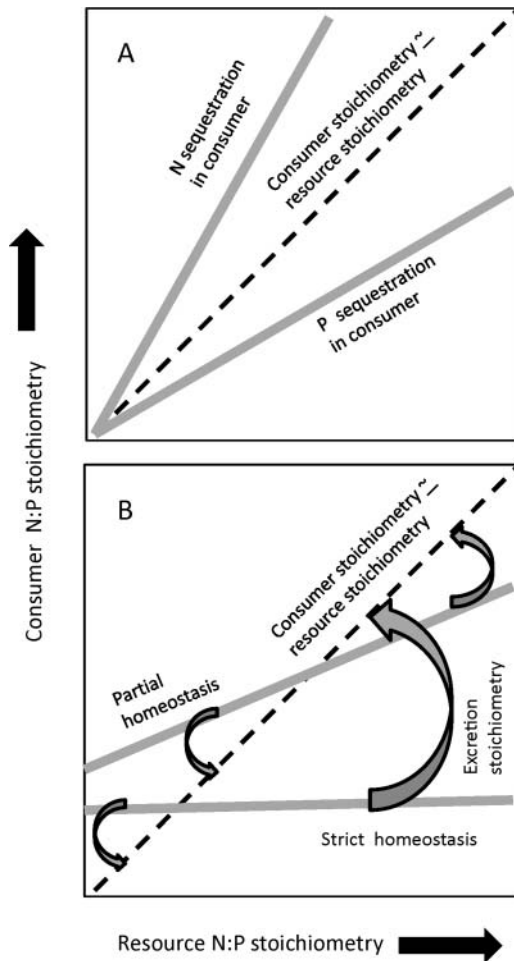 A
N sequestration
in consumer
Consumer stoichiometry ~
resource stoichiometry
P sequestration
in consumer
Consumer N:P stoichiometry
B
Consumer stoichiometry ~
resource stoichiometry
Partial
homeostasis
Excretion
stoichiometry
Strict homeostasis
Resource N:P stoichiometry